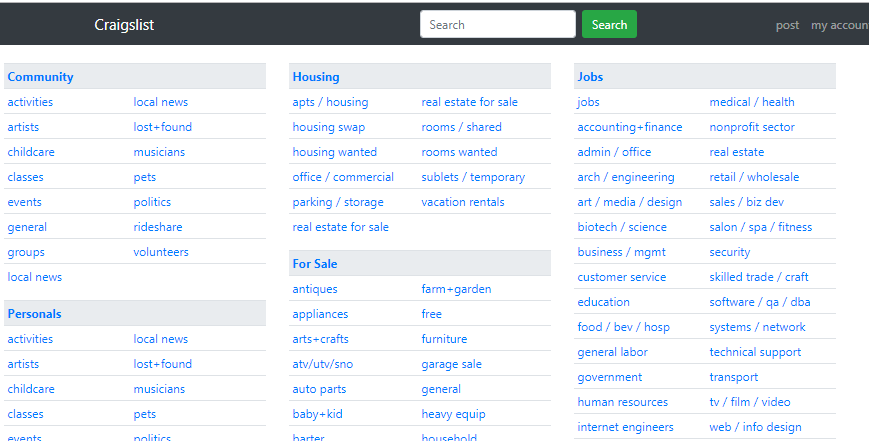 Craigslist Search Search post my accoun
Community
activities local news
artists lost+found
childcare musicians
classes pets
events politics
general rideshare
groups volunteers
local news
Personals
activities local news
artists lost+found
childcare musicians
classes pets
events politics
Housing
apts / housing real estate for sale
housing swap rooms / shared
housing wanted rooms wanted
office / commercial sublets / temporary
parking / storage vacation rentals
real estate for sale
For Sale
antiques farm+garden
appliances free
arts+crafts furniture
atv/utv/sno garage sale
auto parts general
baby+kid heavy equip
barter household
Jobs
jobs medical / health
accounting+finance nonprofit sector
admin / office real estate
arch / engineering retail / wholesale
art / media / design sales / biz dev
biotech / science salon / spa / fitness
business / mgmt security
customer service skilled trade / craft
education software / qa / dba
food / bev / hosp systems / network
general labor technical support
government transport
human resources tv / film / video
internet engineers web / info design